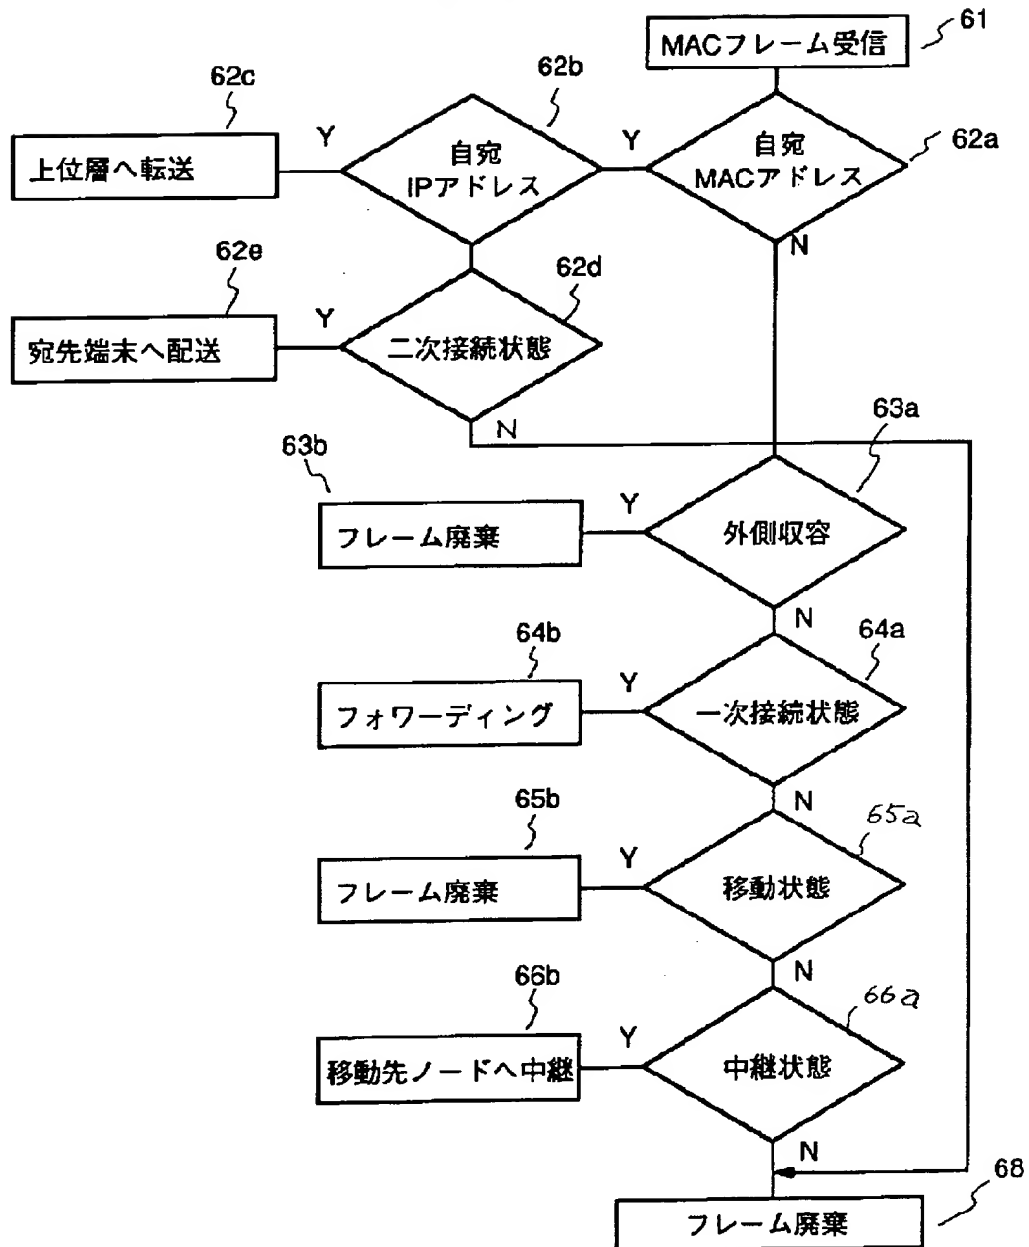 MACフレーム受信
61
自宛
MACアドレス
62a
Y
N
自宛
IPアドレス
62b
Y
上位層へ転送
62c
二次接続状態
62d
Y
N
宛先端末へ配送
62e
外側収容
63a
Y
N
フレーム廃棄
63b
一次接続状態
64a
Y
N
フォワーディング
64b
移動状態
65a
Y
N
フレーム廃棄
65b
中継状態
66a
Y
N
移動先ノードへ中継
66b
フレーム廃棄
68